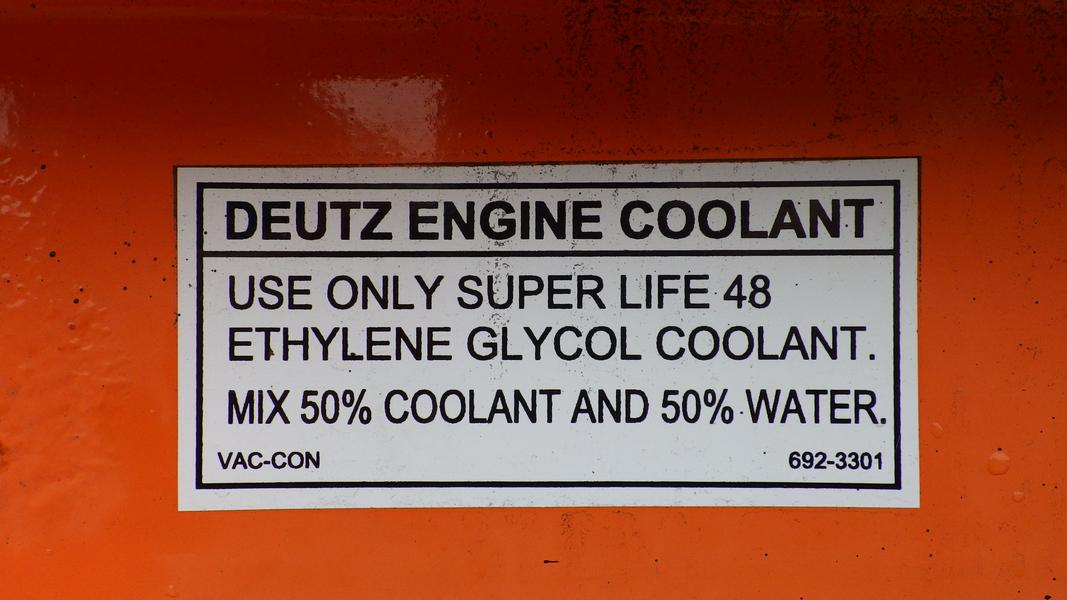 DEUTZ ENGINE COOLANT
USE ONLY SUPER LIFE 48
ETHYLENE GLYCOL COOLANT.
MIX 50% COOLANT AND 50% WATER.
VAC-CON 692-3301